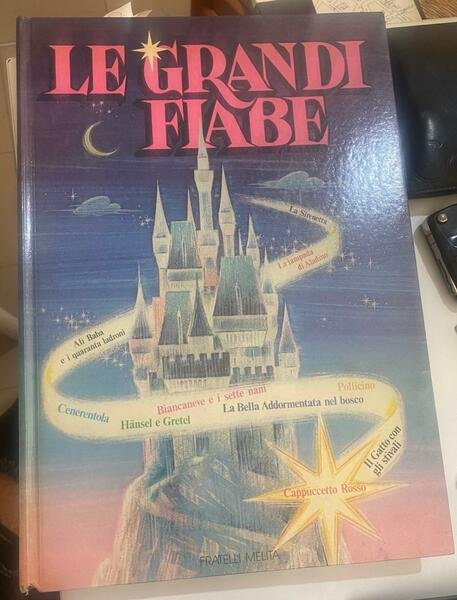 LE GRANDI
FIABE
La Sirenetta
La lampada
di Aladino
Alì Baba
e i quaranta ladroni
Cenerentola
Biancaneve e i sette nani
Hänsel e Gretel
La Bella Addormentata nel bosco
Pollicino
Il Gatto con
gli stivali
Cappuccetto Rosso
FRATELLI MELITA